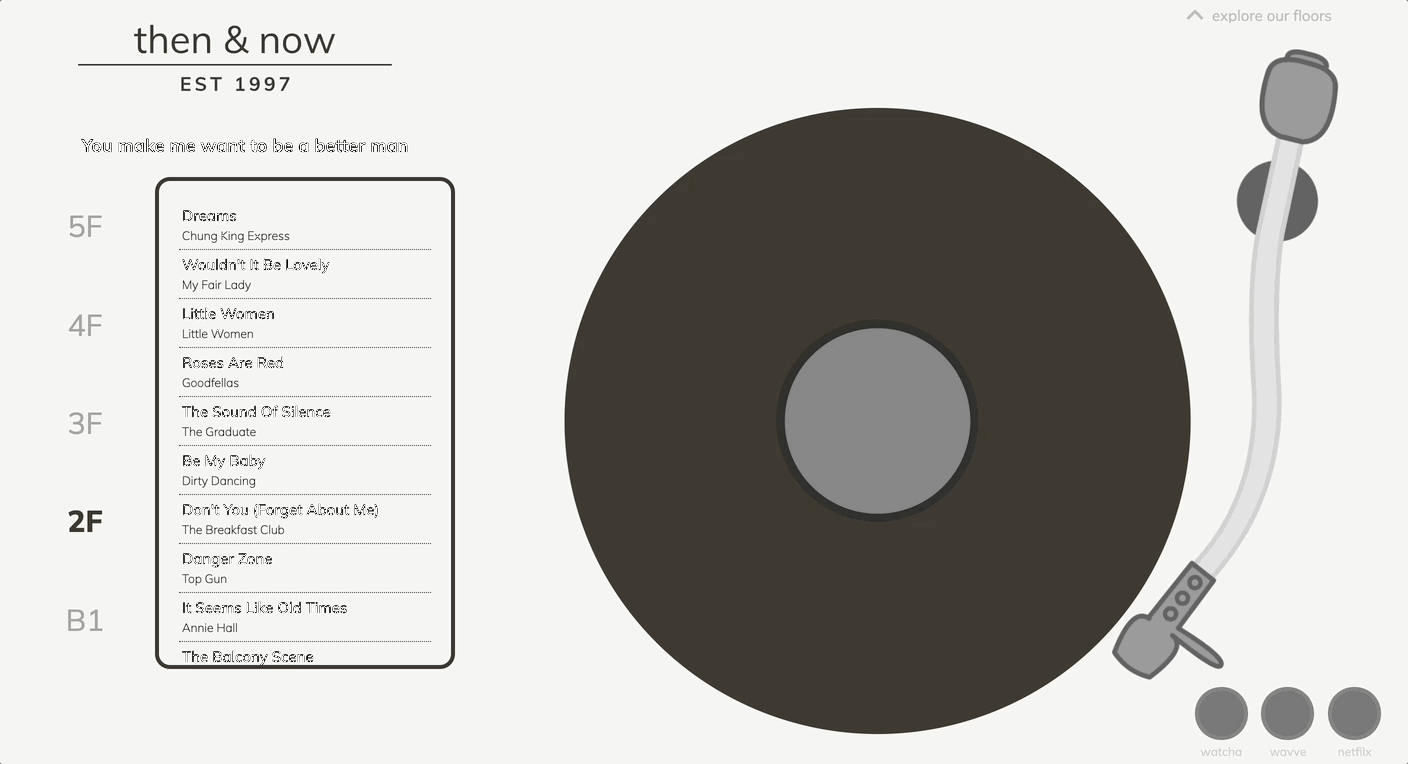 then & now
EST 1997
explore our floors
You make me want to be a better man
5F
4F
3F
2F
B1
Dreams
Chung King Express
Wouldn't It Be Lovely
My Fair Lady
Little Women
Little Women
Roses Are Red
Goodfellas
The Sound Of Silence
The Graduate
Be My Baby
Dirty Dancing
Don't You (Forget About Me)
The Breakfast Club
Danger Zone
Top Gun
It Seems Like Old Times
Annie Hall
The Balcony Scene
watcha
wavve
netfilx